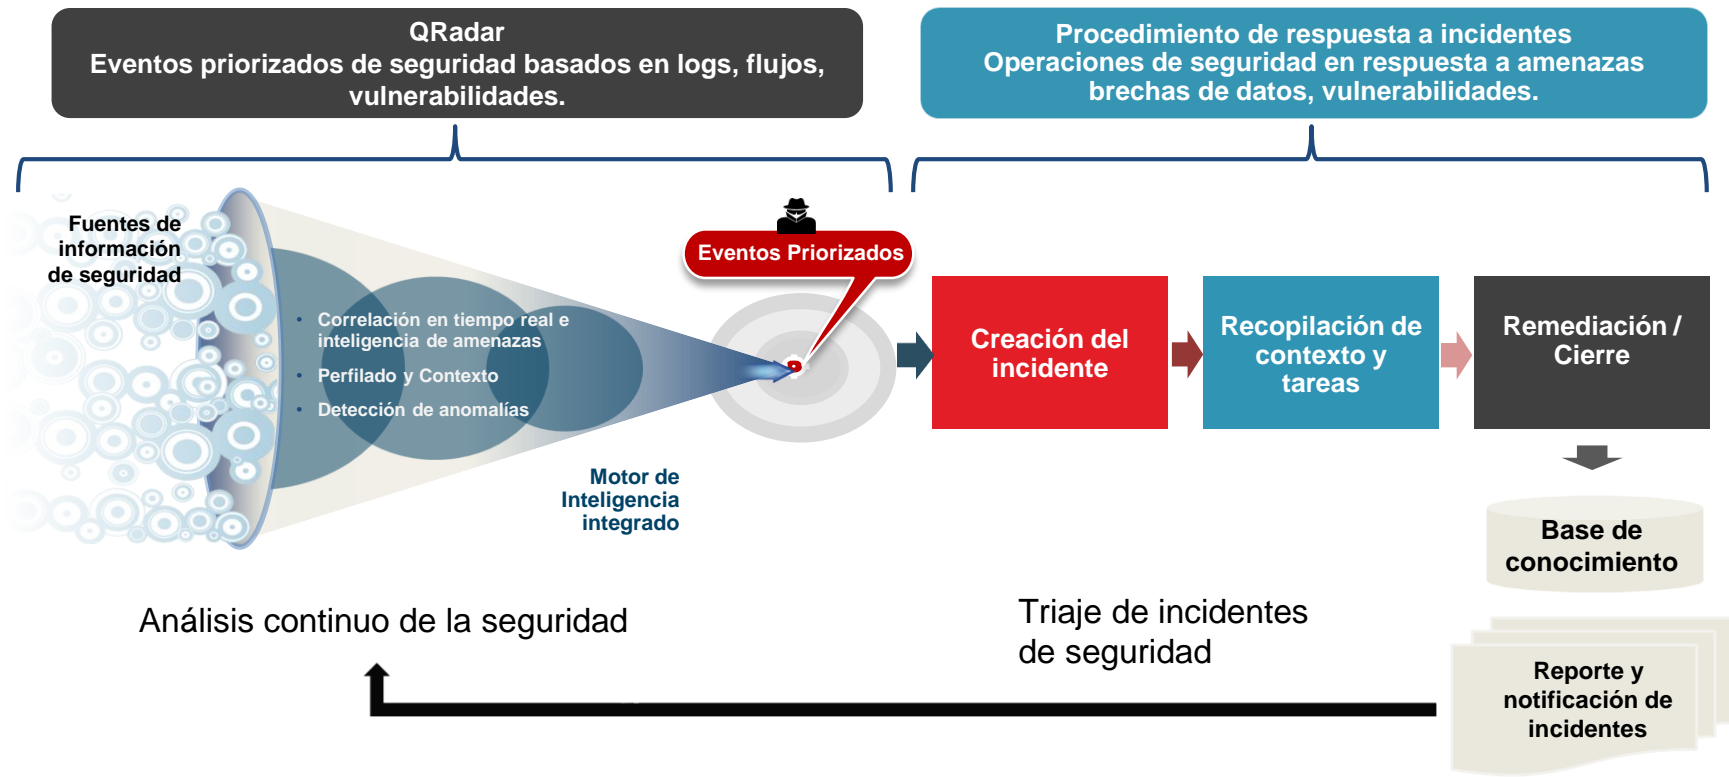 QRadar
Eventos priorizados de seguridad basados en logs, flujos,
vulnerabilidades.
Procedimiento de respuesta a incidentes
Operaciones de seguridad en respuesta a amenazas
brechas de datos, vulnerabilidades.
Fuentes de
información
de seguridad
• Correlación en tiempo real e
inteligencia de amenazas
• Perfilado y Contexto
• Detección de anomalías
Motor de
Inteligencia
integrado
Eventos Priorizados
Creación del
incidente
Recopilación de
contexto y
tareas
Remediación /
Cierre
Base de
conocimiento
Reporte y
notificación de
incidentes
Análisis continuo de la seguridad
Triaje de incidentes
de seguridad